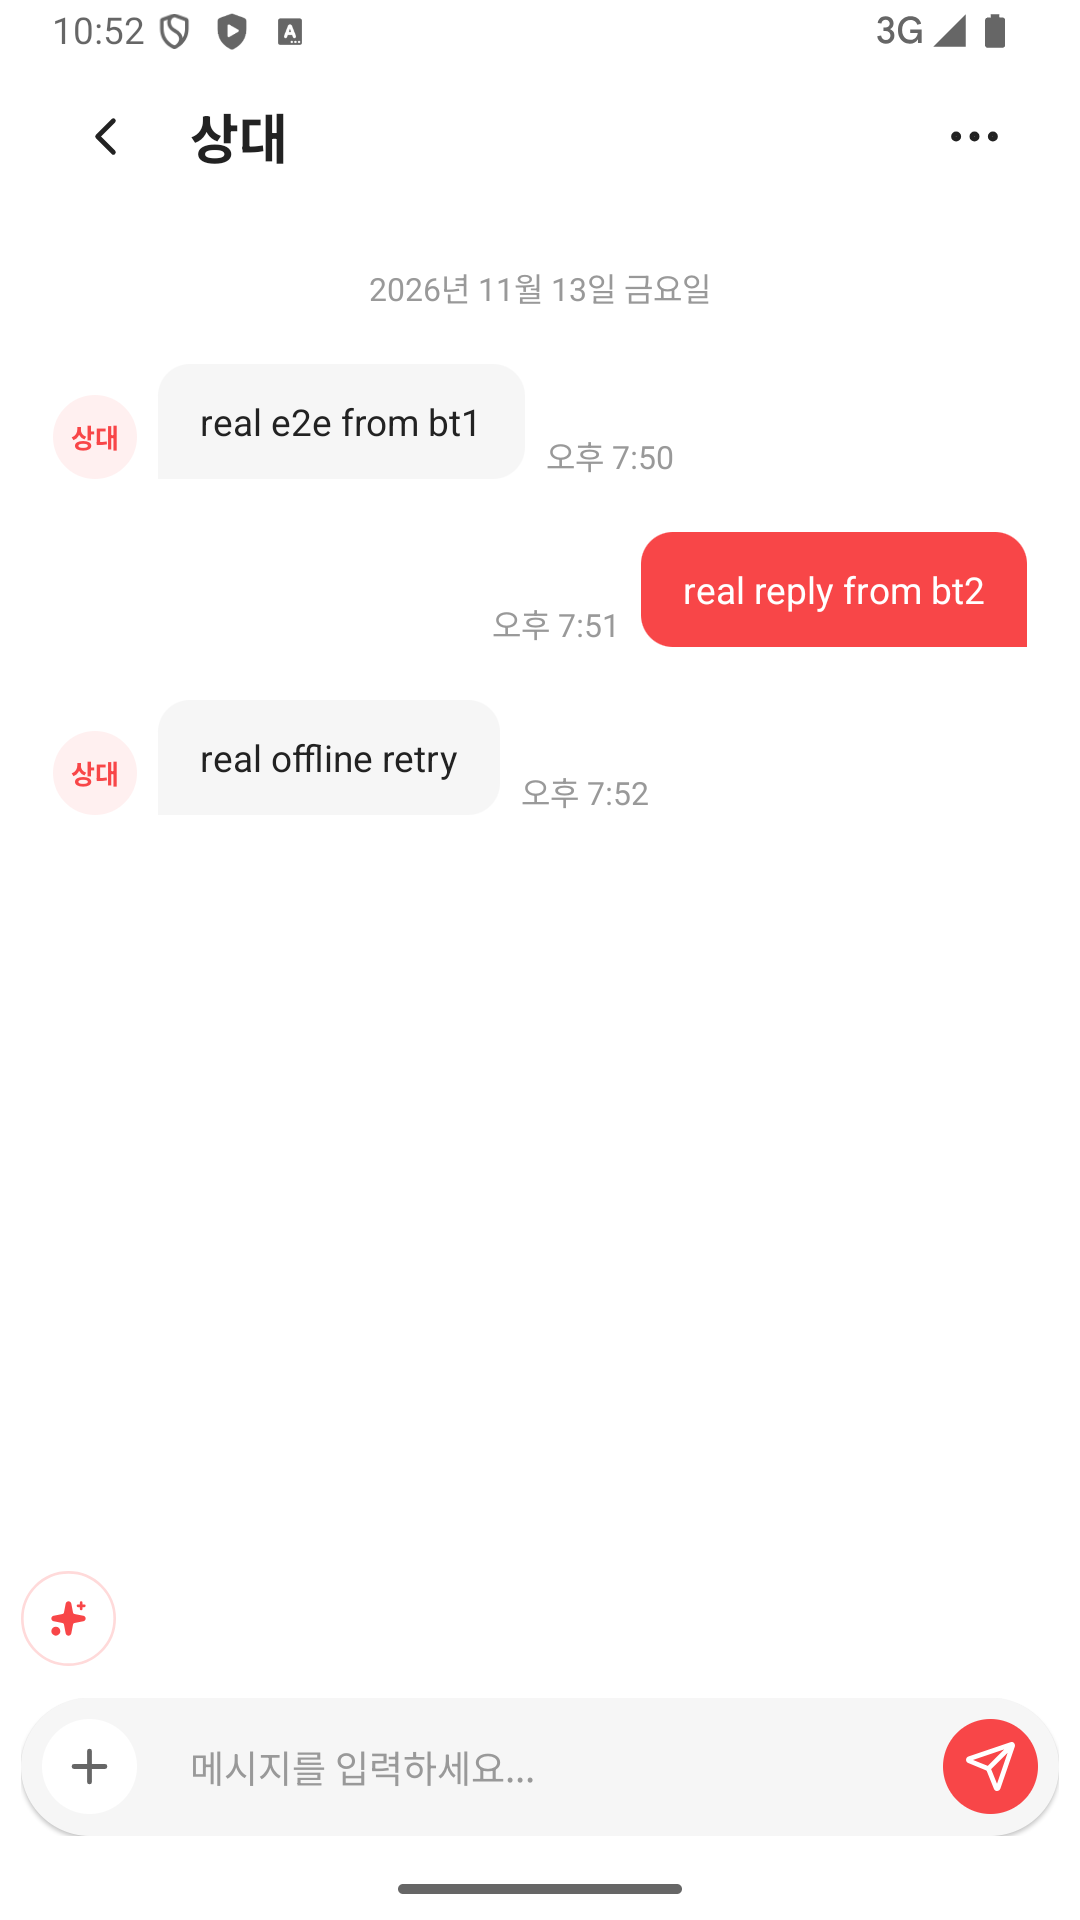 10:52
3G
상대
2026년 11월 13일 금요일
상대
real e2e from bt1
오후 7:50
오후 7:51
real reply from bt2
상대
real offline retry
오후 7:52
메시지를 입력하세요...